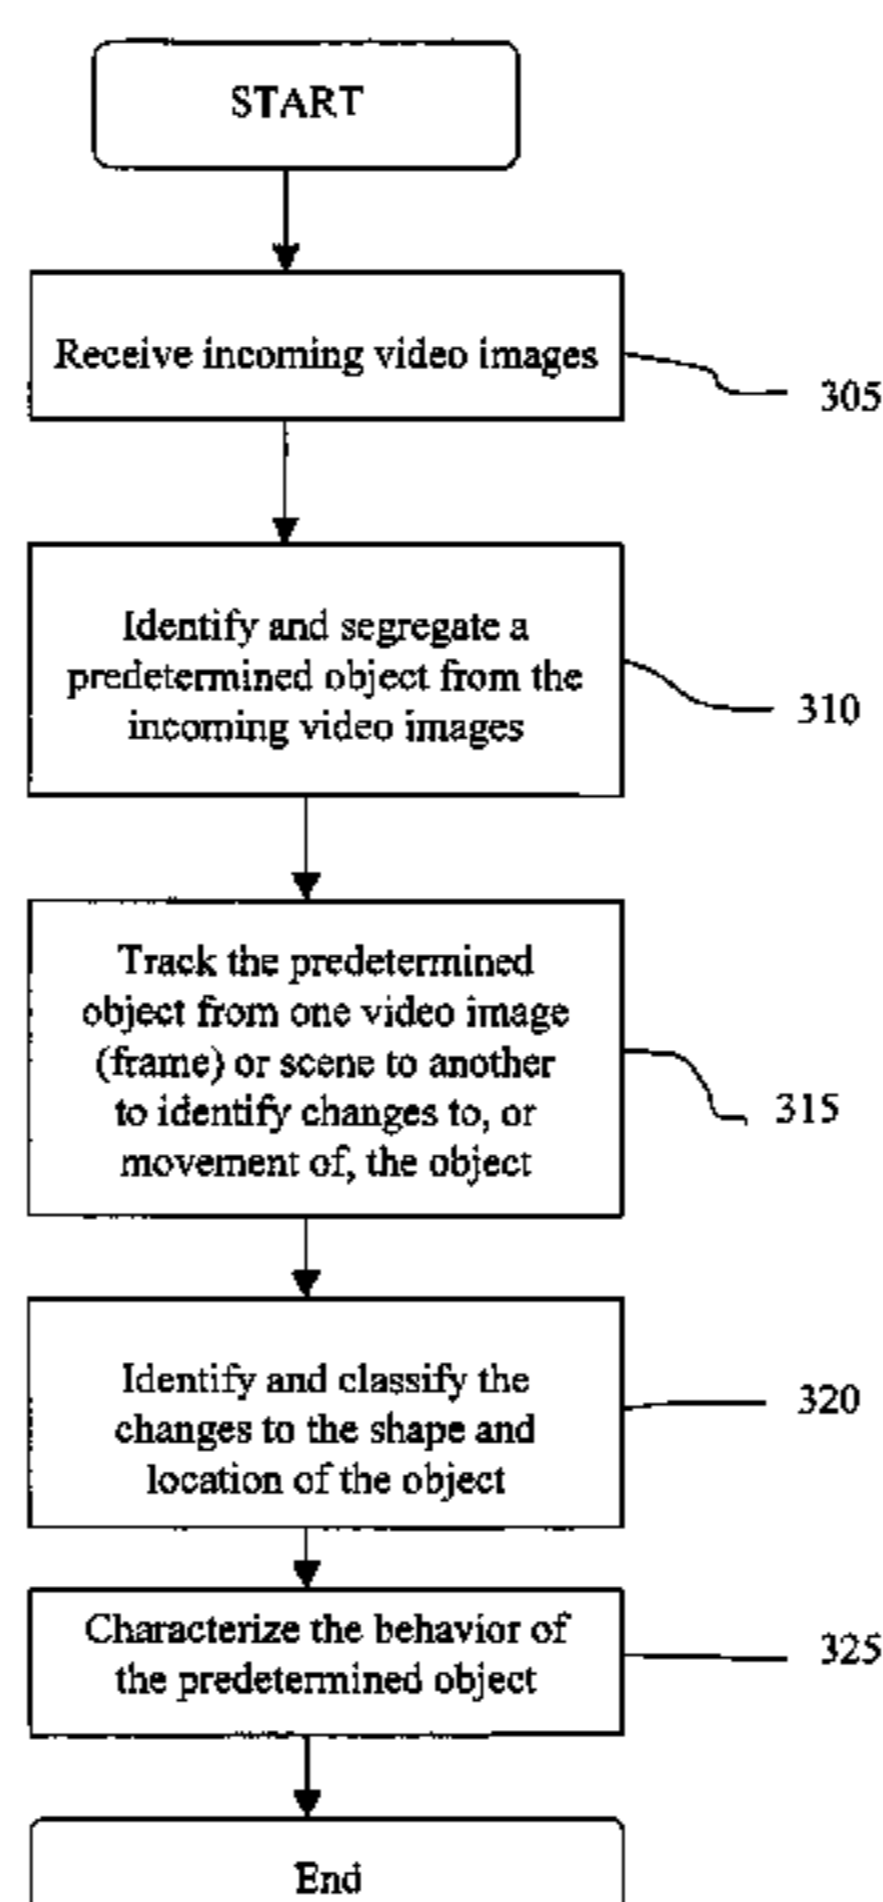 START
Receive incoming video images
305
Identify and segregate a
predetermined object from the
incoming video images
310
Track the predetermined
object from one video image
(frame) or scene to another
to identify changes to, or
movement of, the object
315
Identify and classify the
changes to the shape and
location of the object
320
Characterize the behavior of
the predetermined object
325
End